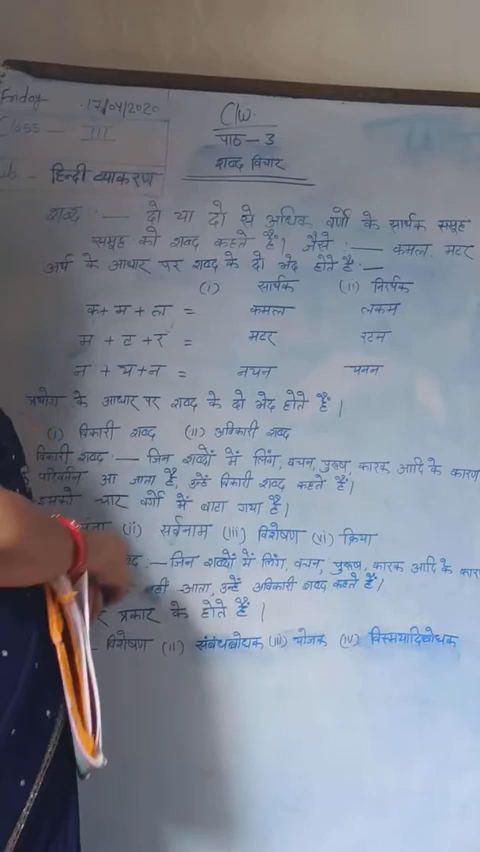 Friday 17/04/2020
Class - III
हिन्दी व्याकरण
C/W
पाठ - 3
शब्द विचार
शब्द :— दो या दो से अधिक वर्णो के सार्थक समूह
समूह को शब्द कहते हैं। जैसे :— कमल, मटर
अर्थ के आधार पर शब्द के दो भेद होते है :—
(i) सार्थक (ii) निरर्थक
क + म + ल = कमल लकम
म + ट + र = मटर रटम
न + य + न = नयन यनन
प्रयोग के आधार पर शब्द के दो भेद होते हैं।
(i) विकारी शब्द (ii) अविकारी शब्द
विकारी शब्द :— जिन शब्दों में लिंग, वचन, पुरूष, कारक आदि के कारण
परिवर्तन आ जाता है, उन्हें विकारी शब्द कहते हैं।
इसको चार वर्गो में बाटा गया है।
(ii) सर्वनाम (iii) विशेषण (vi) क्रिया
:— जिन शब्दों में लिंग, वचन, पुरूष, कारक आदि के
आता, उन्हें अविकारी शब्द कहते हैं।
प्रकार के होते हैं।
- विशेषण (ii) संबंधबोधक (iii) योजक (iv) विस्मयादिबोधक